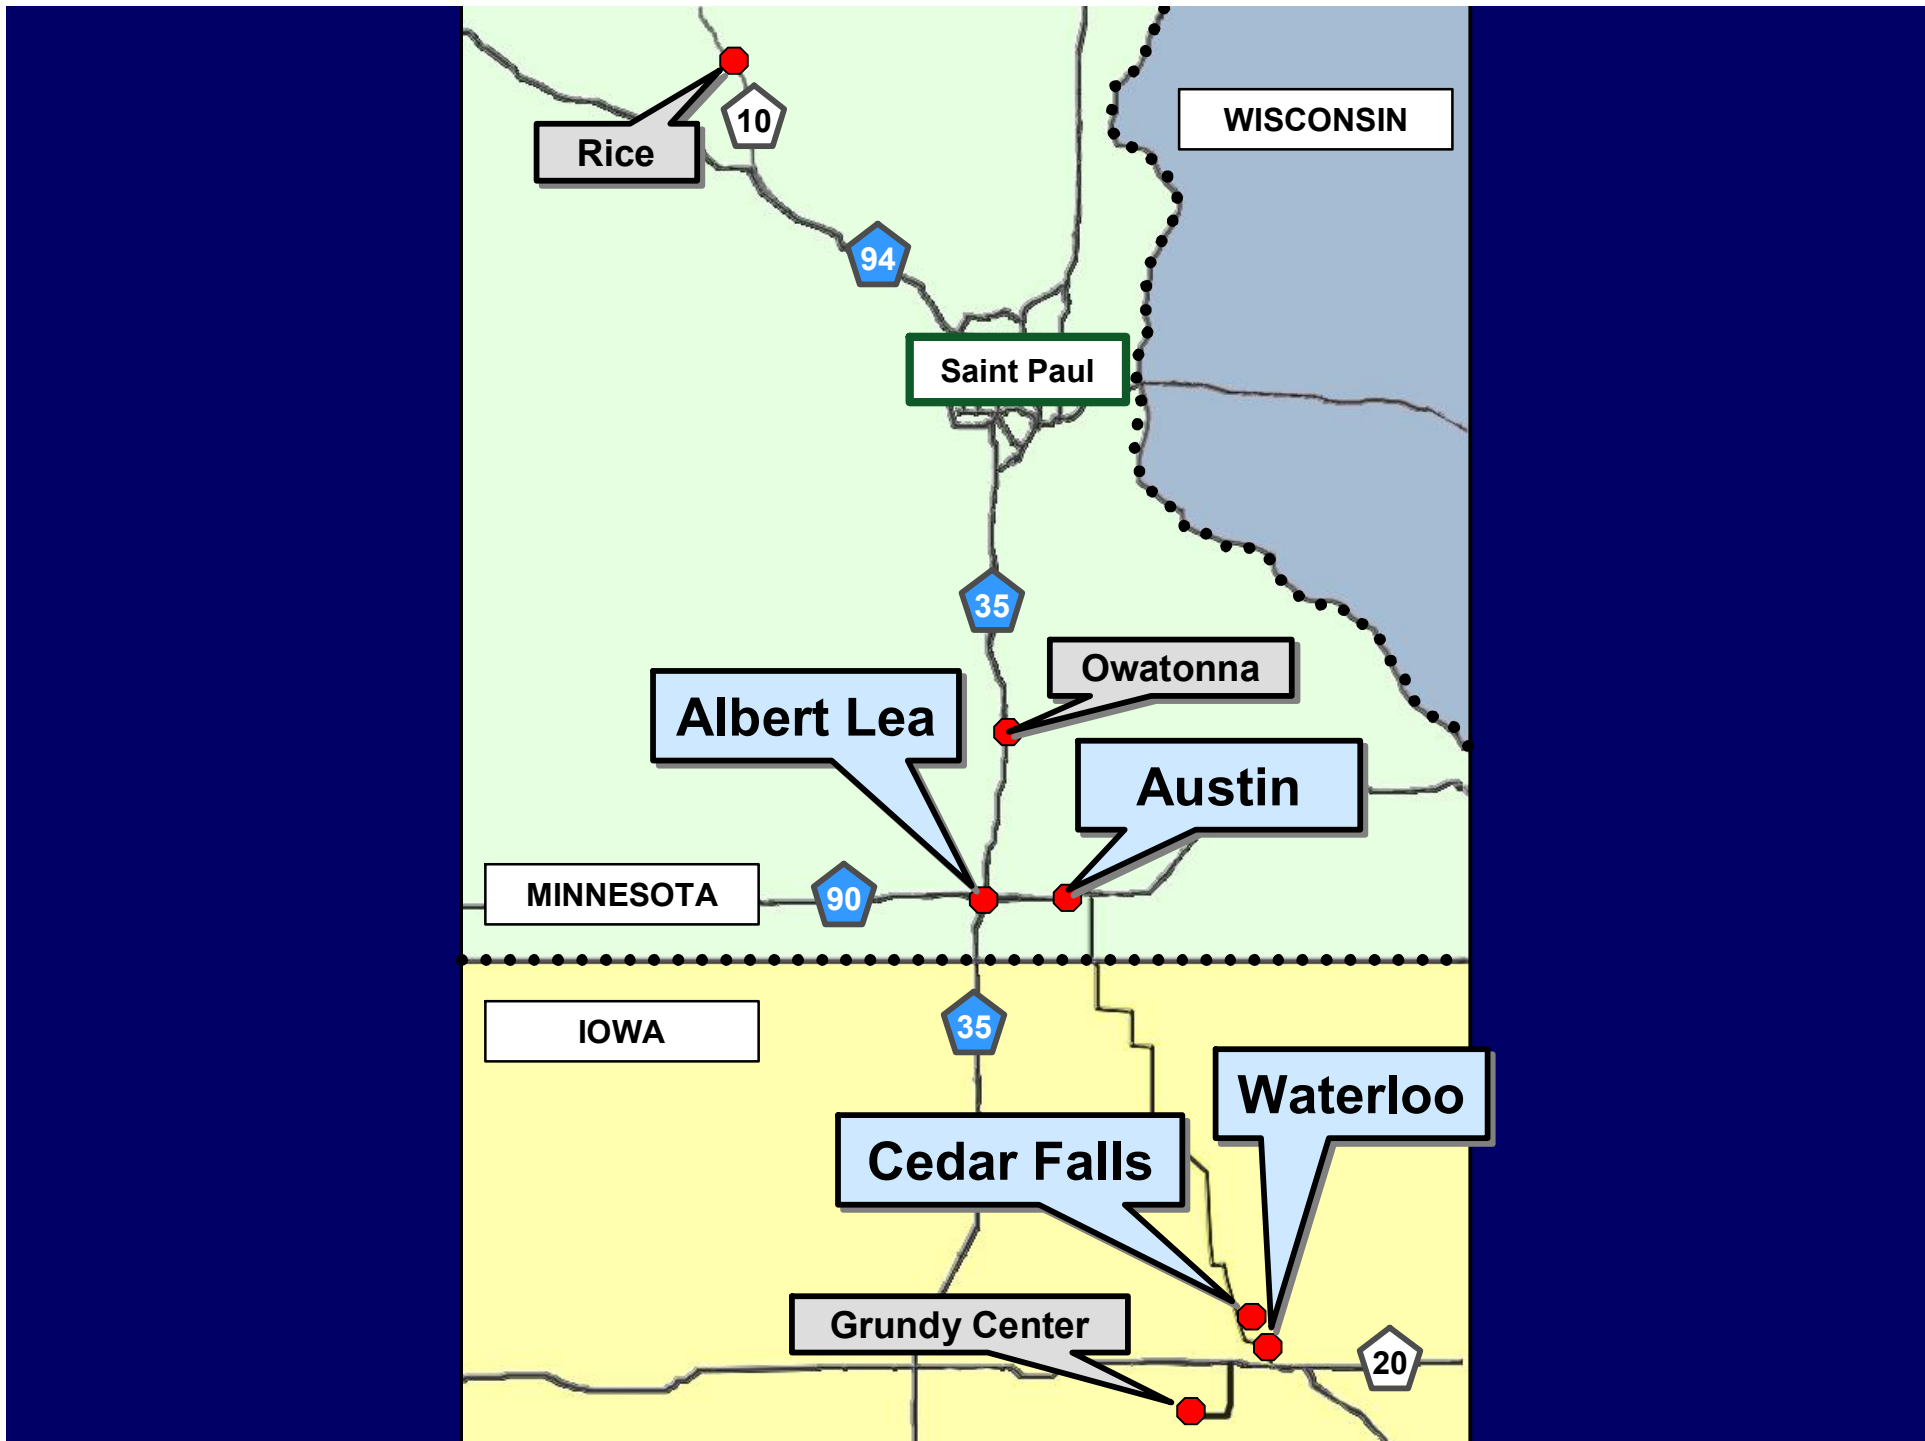 10
WISCONSIN
Rice
94
Saint Paul
35
Owatonna
Albert Lea
Austin
MINNESOTA
90
IOWA
35
Waterloo
Cedar Falls
Grundy Center
20